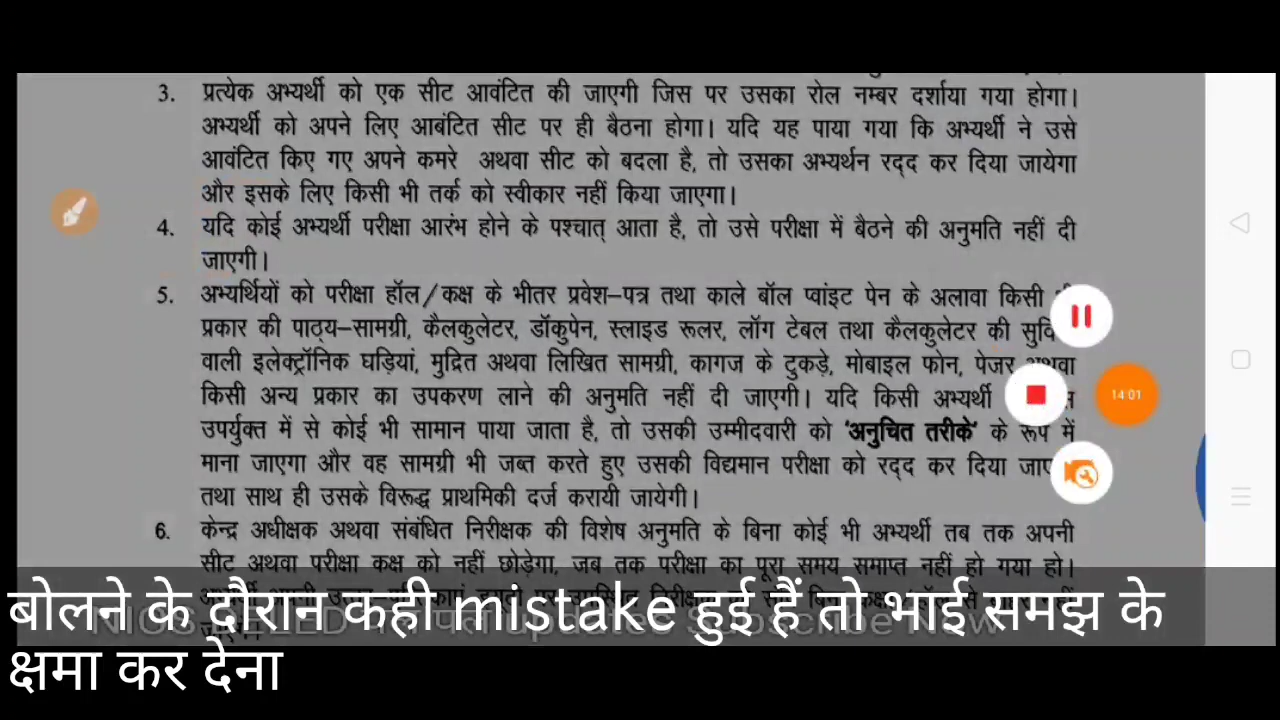 3. प्रत्येक अभ्यर्थी को एक सीट आवंटित की जाएगी जिस पर उसका रोल नम्बर दर्शाया गया होगा।
अभ्यर्थी को अपने लिए आबंटित सीट पर ही बैठना होगा। यदि यह पाया गया कि अभ्यर्थी ने उसे
आवंटित किए गए अपने कमरे अथवा सीट को बदला है, तो उसका अभ्यर्थन रद्द कर दिया जायेगा
और इसके लिए किसी भी तर्क को स्वीकार नहीं किया जाएगा।
4. यदि कोई अभ्यर्थी परीक्षा आरंभ होने के पश्चात् आता है, तो उसे परीक्षा में बैठने की अनुमति नहीं दी
जाएगी।
5. अभ्यर्थियों को परीक्षा हॉल/कक्ष के भीतर प्रवेश-पत्र तथा काले बॉल प्वांइट पेन के अलावा किसी
प्रकार की पाठ्य-सामग्री, कैलकुलेटर, डॉकुपेन, स्लाइड रूलर, लॉग टेबल तथा कैलकुलेटर की
वाली इलेक्ट्रॉनिक घड़ियां, मुद्रित अथवा लिखित सामग्री, कागज के टुकड़े, मोबाइल फोन, पेजर अथवा
किसी अन्य प्रकार का उपकरण लाने की अनुमति नहीं दी जाएगी। यदि किसी अभ्यर्थी
14:01
उपर्युक्त में से कोई भी सामान पाया जाता है, तो उसकी उम्मीदवारी को 'अनुचित तरीके' के रूप में
माना जाएगा और वह सामग्री भी जब्त करते हुए उसकी विद्यमान परीक्षा को रद्द कर दिया
तथा साथ ही उसके विरूद्ध प्राथमिकी दर्ज करायी जायेगी।
6. केन्द्र अधीक्षक अथवा संबंधित निरीक्षक की विशेष अनुमति के बिना कोई भी अभ्यर्थी तब तक अपनी
सीट अथवा परीक्षा कक्ष को नहीं छोड़ेगा, जब तक परीक्षा का पूरा समय समाप्त नहीं हो गया हो।
बोलने के दौरान कही mistake हुई हैं तो भाई समझ के
क्षमा कर देना
updates Subscribe Now